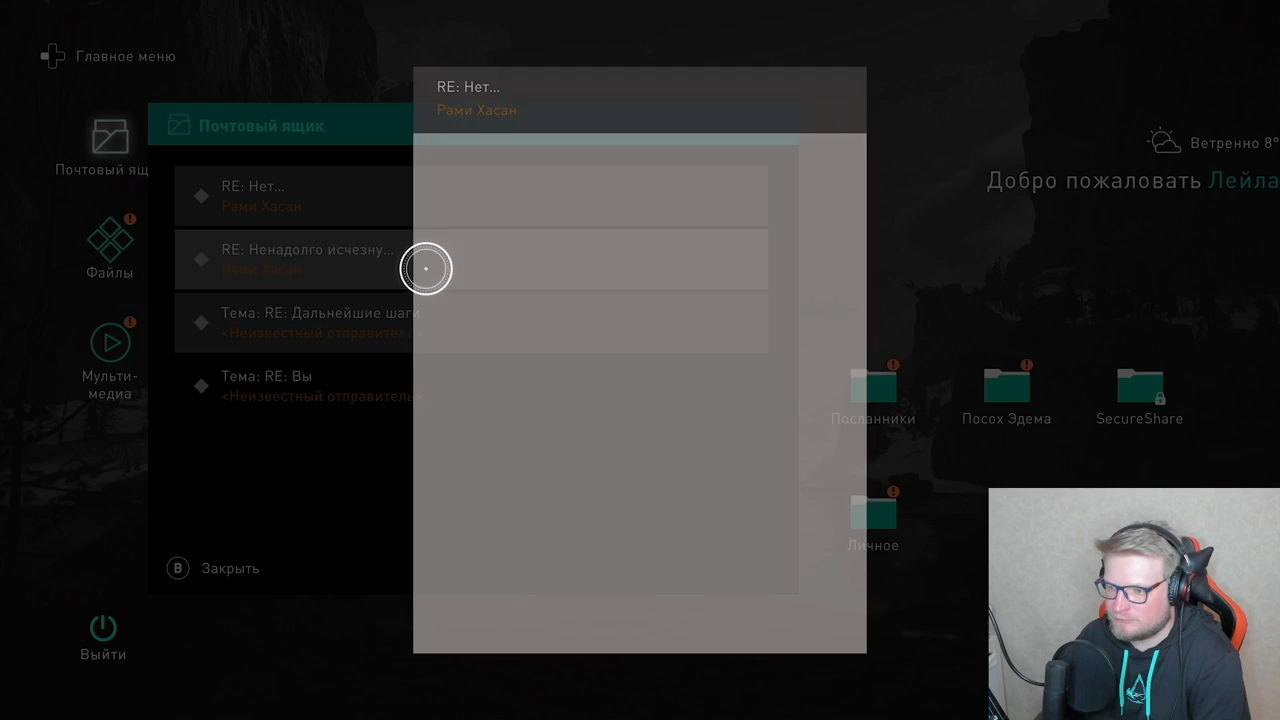 Главное меню
RE: Нет...
Рами Хасан
Почтовый ящик
Почтовый ящ
Ветренно 8°
Добро пожаловать Лейла
RE: Нет...
Рами Хасан
RE: Ненадолго исчезну...
Рами Хасан
Файлы
Тема: RE: Дальнейшие шаги
<Неизвестный отправитель>
Мульти-
медиа
Тема: RE: Вы
<Неизвестный отправитель>
Посланники
Посох Эдема
SecureShare
Личное
B Закрыть
Выйти